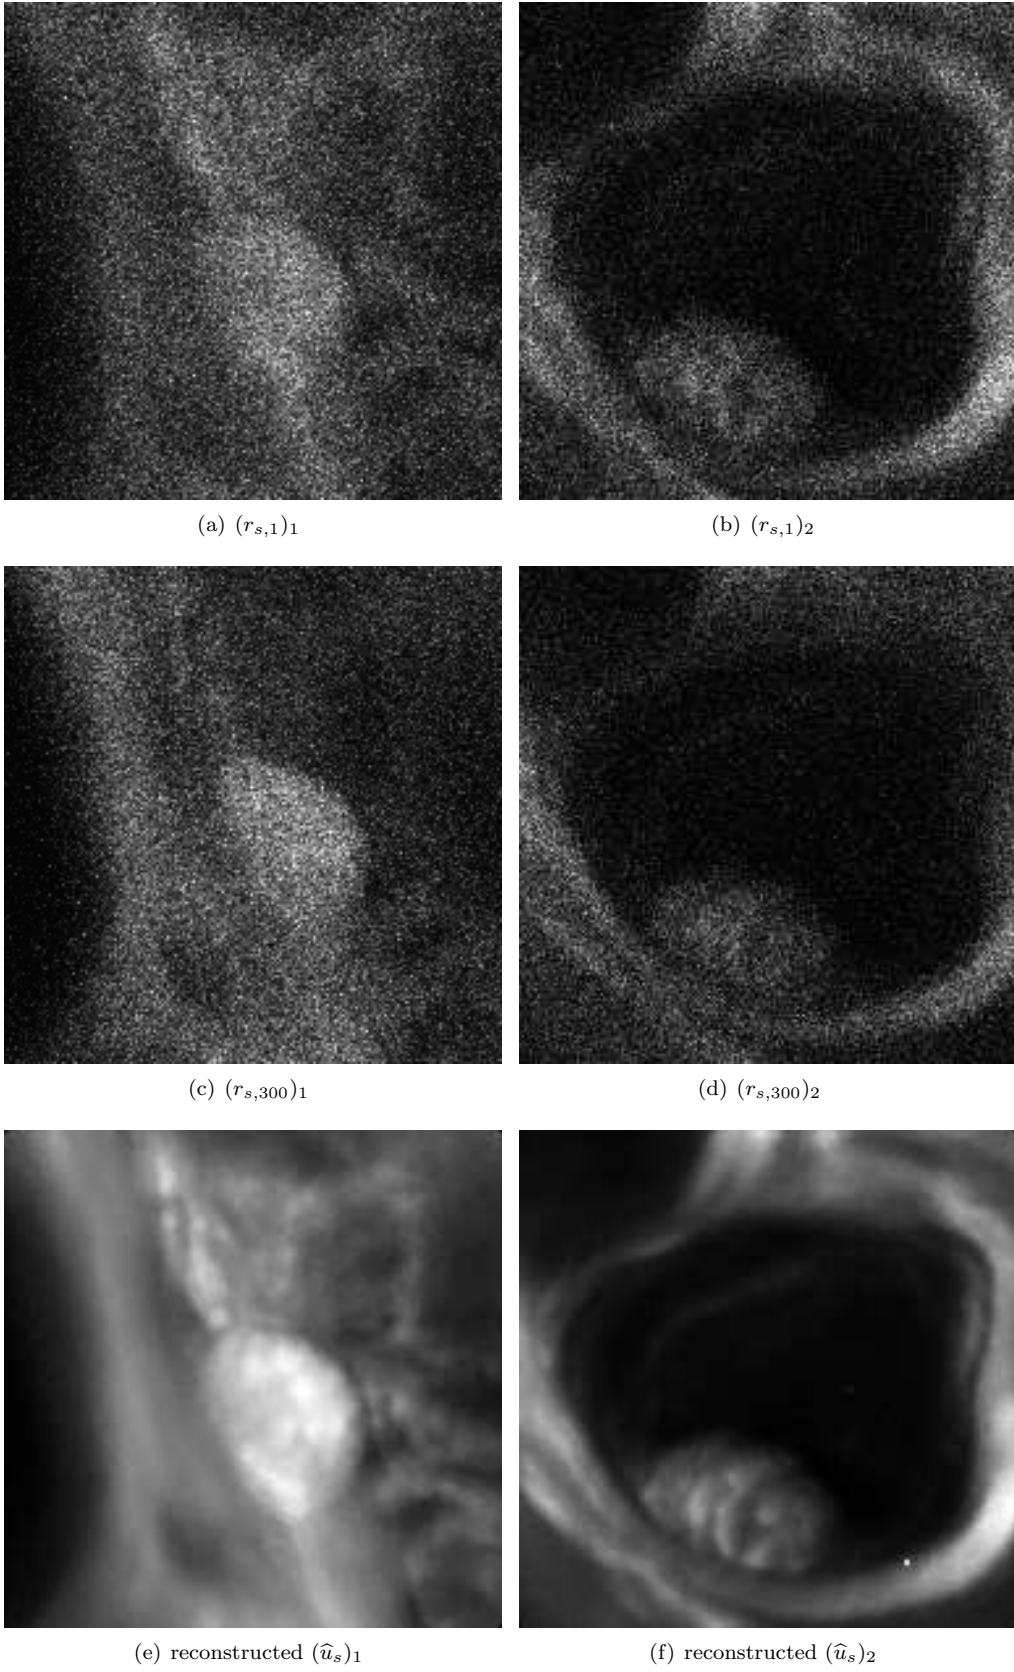 (a) (r_{s,1})_1
(b) (r_{s,1})_2
(c) (r_{s,300})_1
(d) (r_{s,300})_2
(e) reconstructed (û_s)_1
(f) reconstructed (û_s)_2